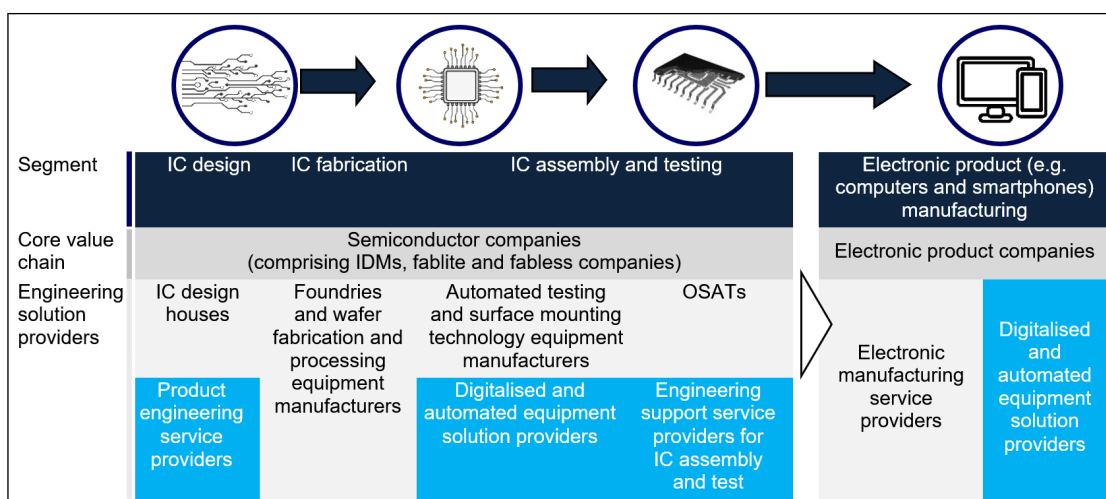 Segment
IC design
IC fabrication
IC assembly and testing
Electronic product (e.g.
computers and smartphones)
manufacturing
Core value
chain
Semiconductor companies
(comprising IDMs, fablite and fabless companies)
Electronic product companies
Engineering
solution
providers
IC design
houses
Foundries
and wafer
fabrication and
processing
equipment
manufacturers
Automated testing
and surface mounting
technology equipment
manufacturers
OSATs
Product
engineering
service
providers
Digitalised and
automated equipment
solution providers
Engineering
support service
providers for
IC assembly
and test
Electronic
manufacturing
service
providers
Digitalised
and
automated
equipment
solution
providers